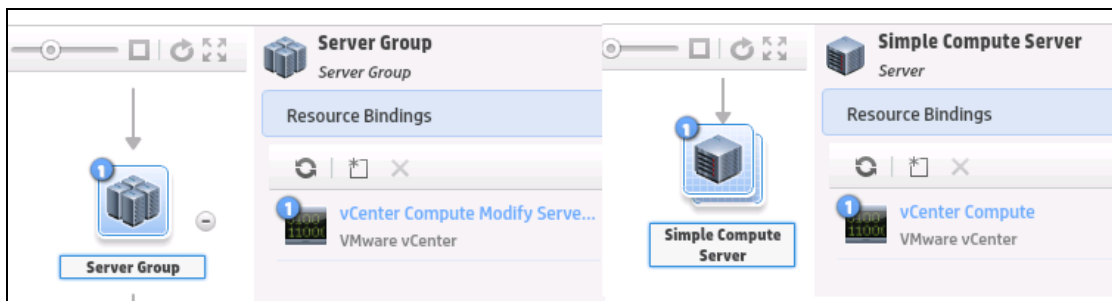 Server Group
Server Group
Resource Bindings
1
Server Group
1
vCenter Compute Modify Serve...
VMware vCenter
Simple Compute Server
Server
Resource Bindings
1
Simple Compute
Server
1
vCenter Compute
VMware vCenter